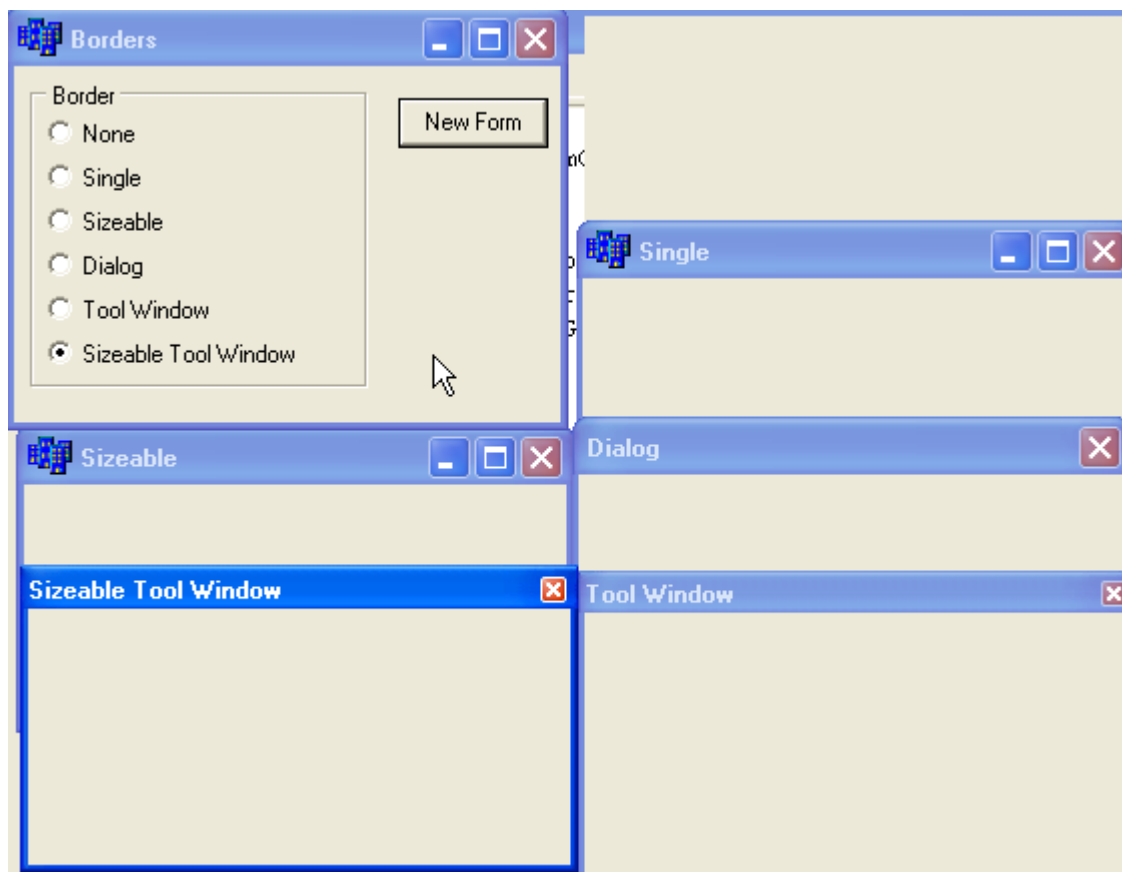 Borders
Border
None
New Form
Single
Sizeable
Dialog
Tool Window
Sizeable Tool Window
Single
Sizeable
Dialog
Sizeable Tool Window
Tool Window